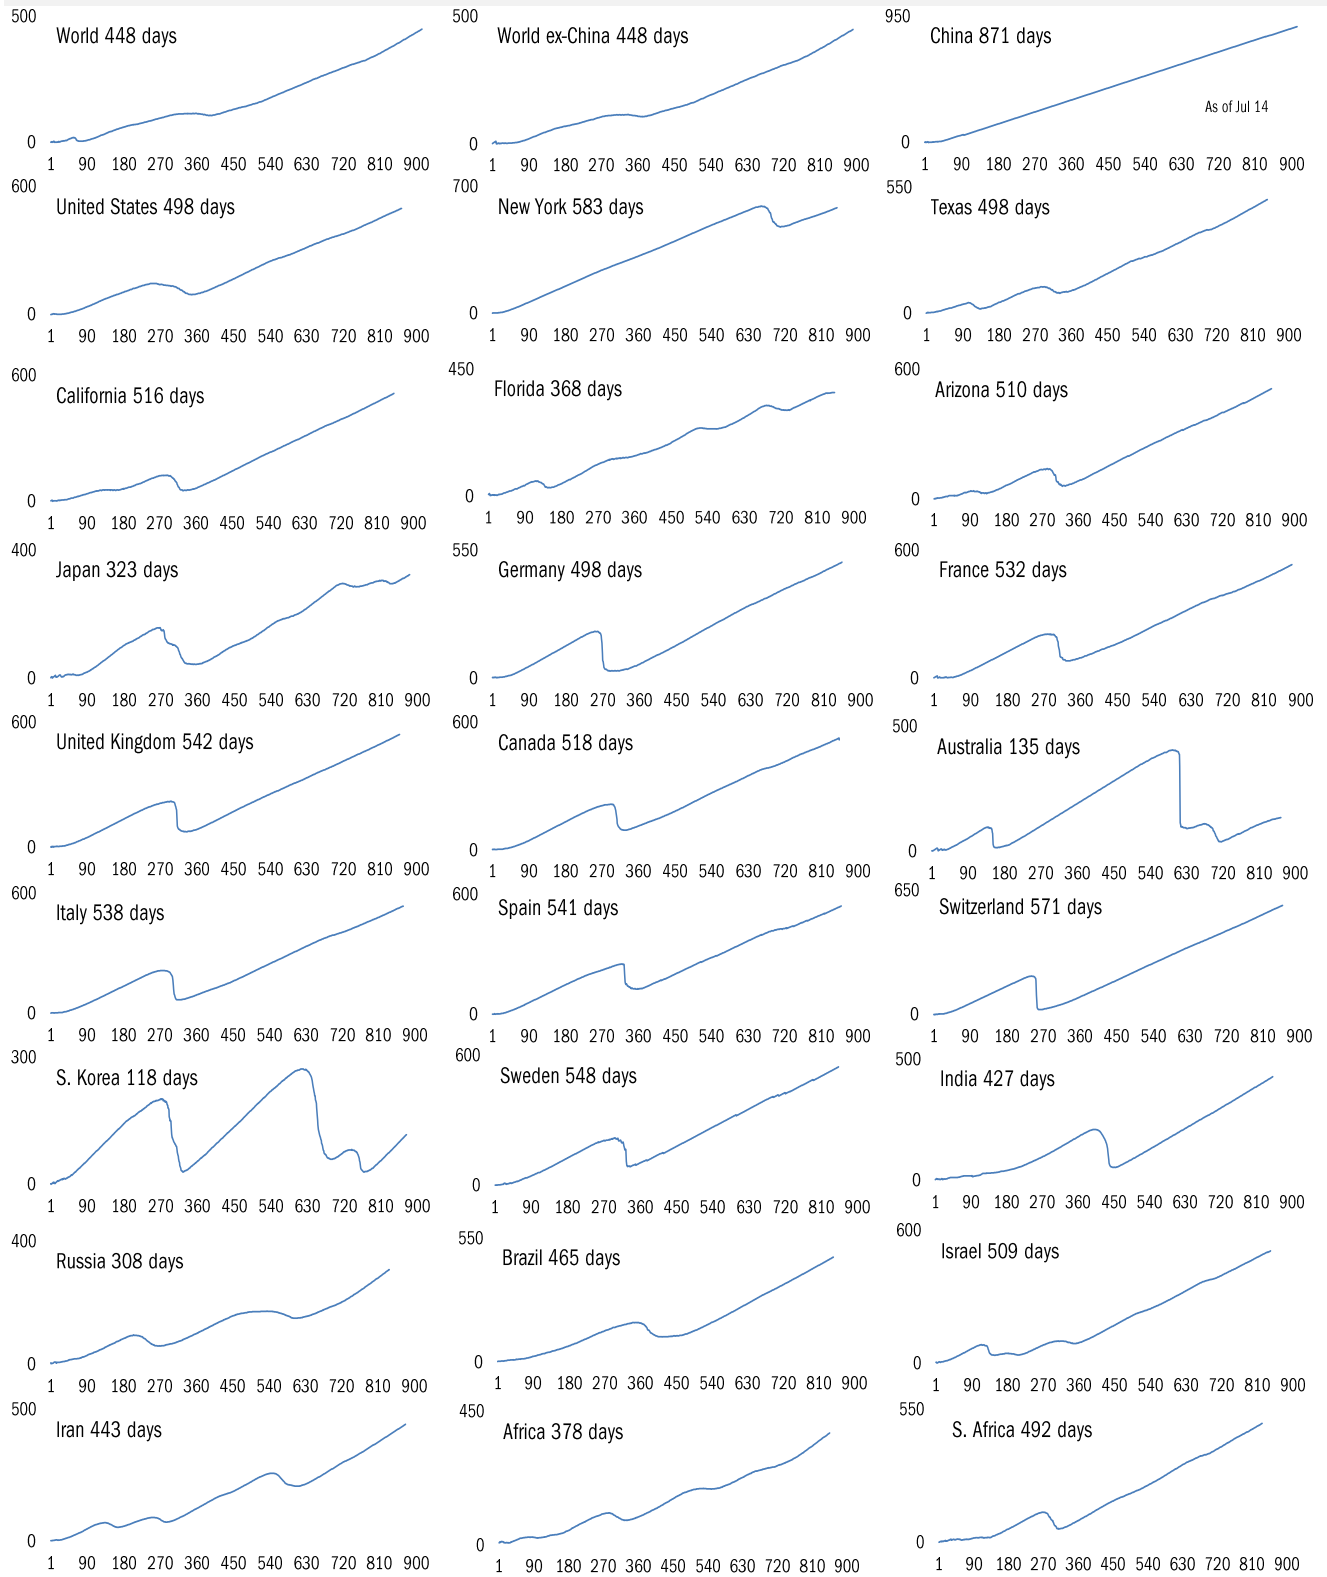 500 500 950
World 448 days World ex-China 448 days China 871 days
As of Jul 14
0 0 0
1 90 180 270 360 450 540 630 720 810 900 1 90 180 270 360 450 540 630 720 810 900 1 90 180 270 360 450 540 630 720 810 900
600 700 550
United States 498 days New York 583 days Texas 498 days
0 0 0
1 90 180 270 360 450 540 630 720 810 900 1 90 180 270 360 450 540 630 720 810 900 1 90 180 270 360 450 540 630 720 810 900
600 450 600
California 516 days Florida 368 days Arizona 510 days
0 0 0
1 90 180 270 360 450 540 630 720 810 900 1 90 180 270 360 450 540 630 720 810 900 1 90 180 270 360 450 540 630 720 810 900
400 550 600
Japan 323 days Germany 498 days France 532 days
0 0 0
1 90 180 270 360 450 540 630 720 810 900 1 90 180 270 360 450 540 630 720 810 900 1 90 180 270 360 450 540 630 720 810 900
600 600 500
United Kingdom 542 days Canada 518 days Australia 135 days
0 0 0
1 90 180 270 360 450 540 630 720 810 900 1 90 180 270 360 450 540 630 720 810 900 1 90 180 270 360 450 540 630 720 810 900
600 600 650
Italy 538 days Spain 541 days Switzerland 571 days
0 0 0
1 90 180 270 360 450 540 630 720 810 900 1 90 180 270 360 450 540 630 720 810 900 1 90 180 270 360 450 540 630 720 810 900
300 600 500
S. Korea 118 days Sweden 548 days India 427 days
0 0 0
1 90 180 270 360 450 540 630 720 810 900 1 90 180 270 360 450 540 630 720 810 900 1 90 180 270 360 450 540 630 720 810 900
400 550 600
Russia 308 days Brazil 465 days Israel 509 days
0 0 0
1 90 180 270 360 450 540 630 720 810 900 1 90 180 270 360 450 540 630 720 810 900 1 90 180 270 360 450 540 630 720 810 900
500 450 550
Iran 443 days Africa 378 days S. Africa 492 days
0 0 0
1 90 180 270 360 450 540 630 720 810 900 1 90 180 270 360 450 540 630 720 810 900 1 90 180 270 360 450 540 630 720 810 900